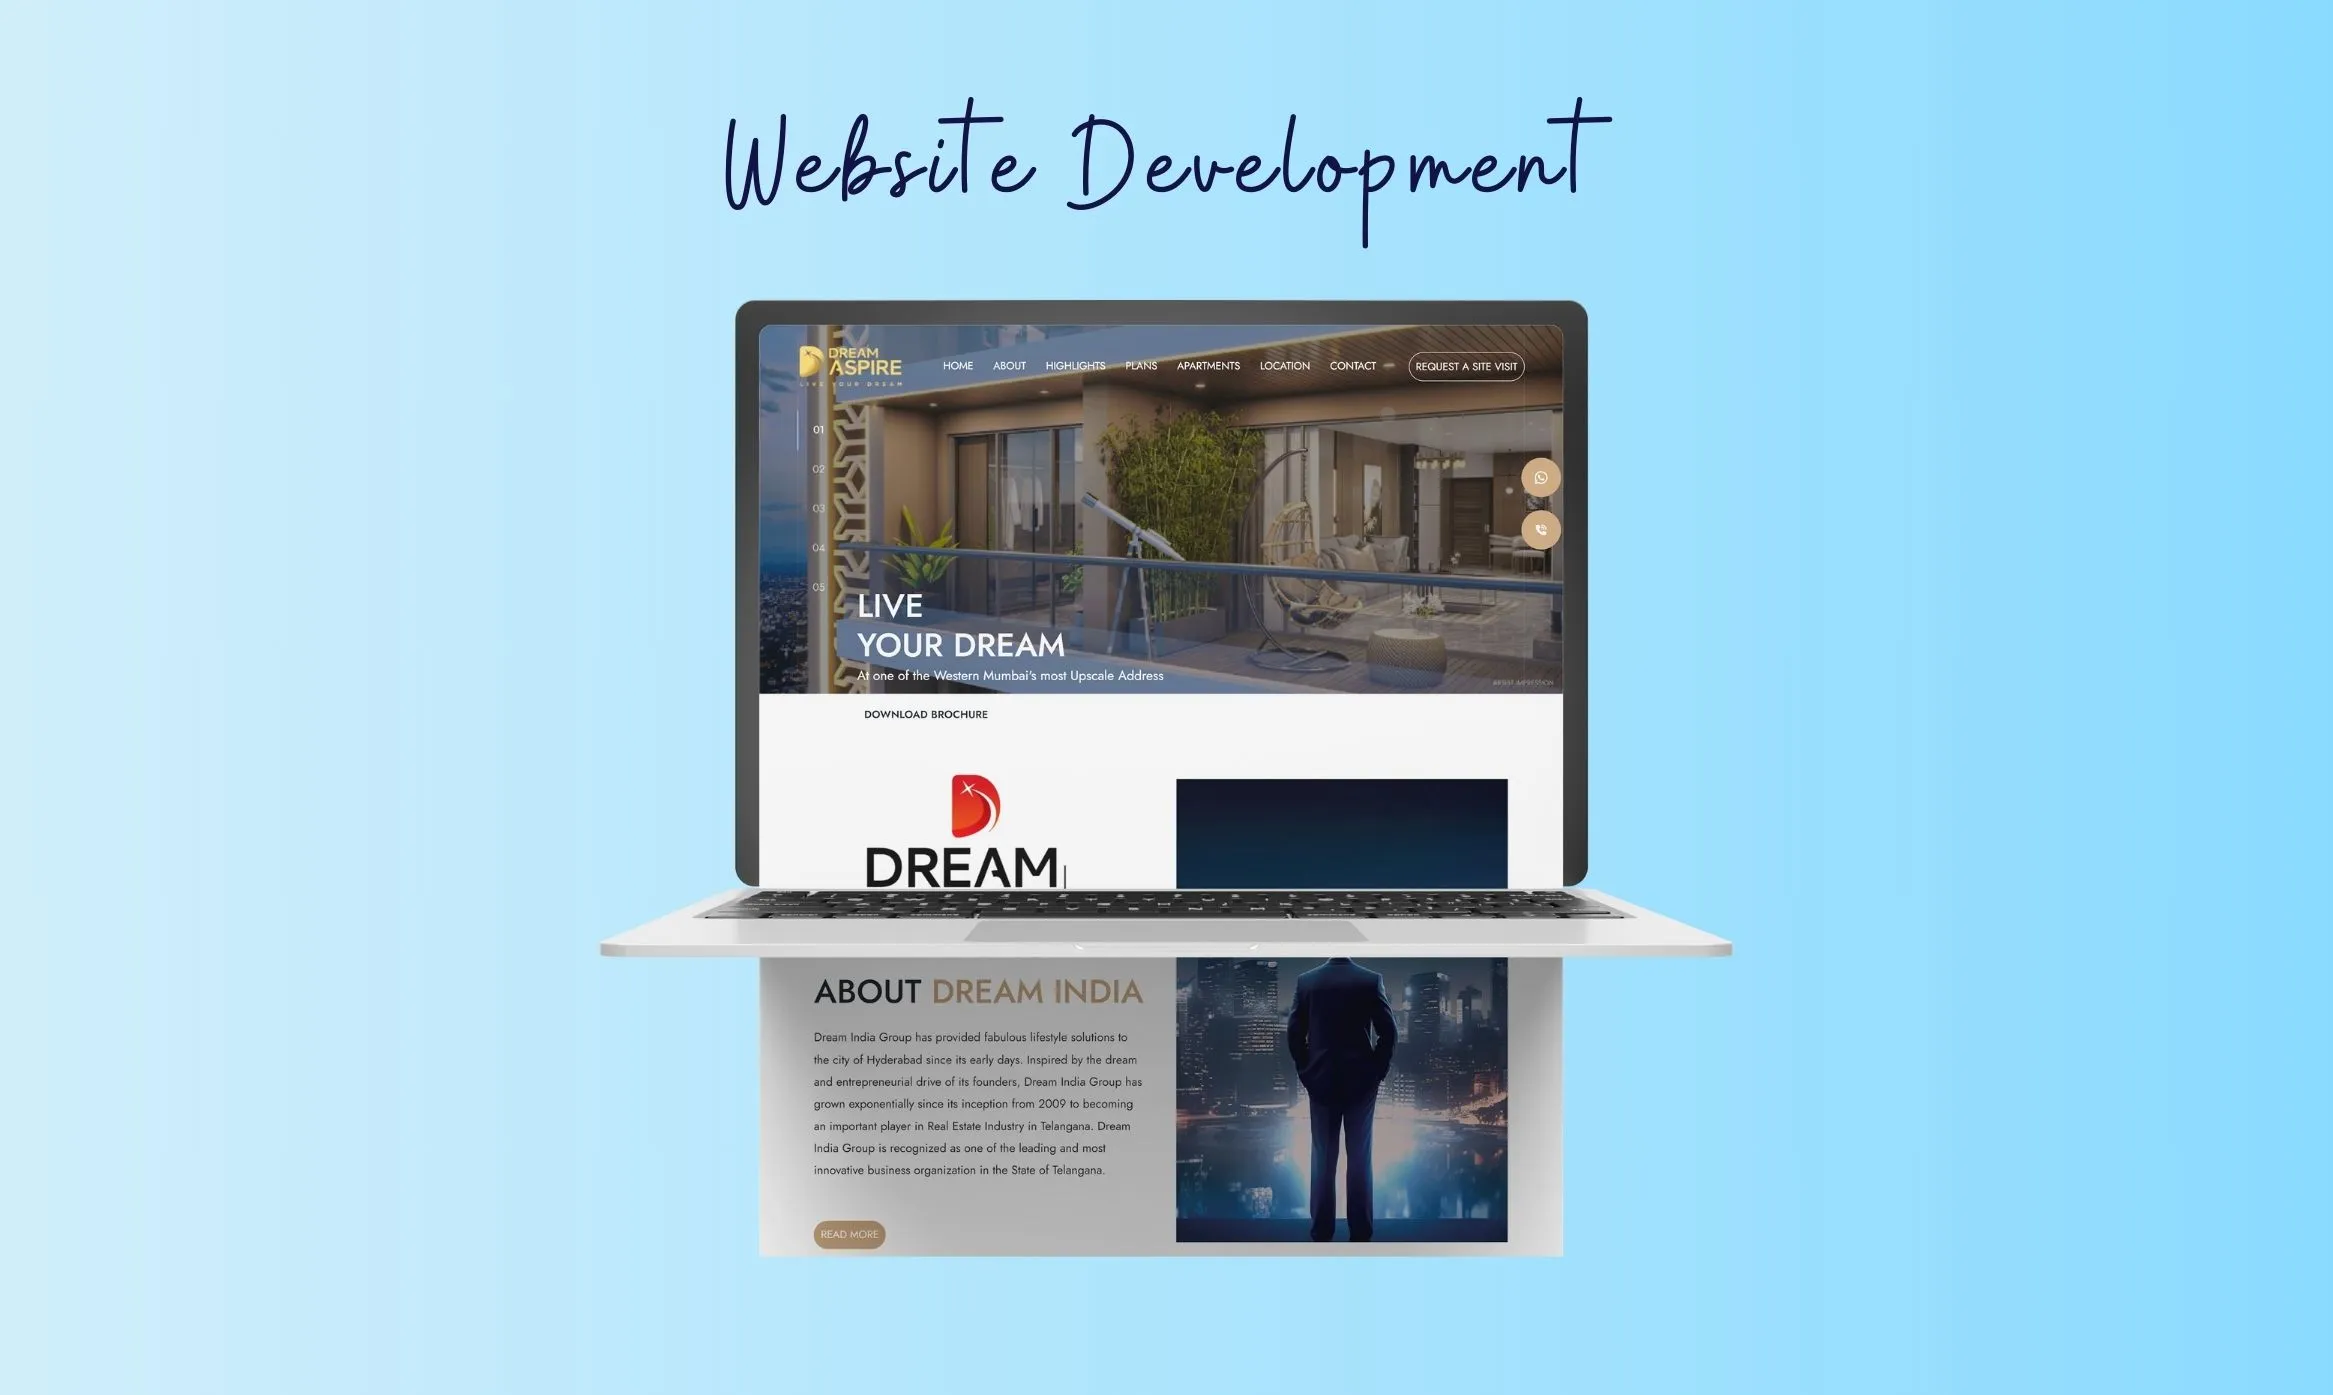 Website Development
DREAM
ASPIRE
LIVE YOUR DREAM
HOME ABOUT HIGHLIGHTS PLANS APARTMENTS LOCATION CONTACT REQUEST A SITE VISIT
01
02
03
04
05
LIVE
YOUR DREAM
At one of the Western Mumbai's most Upscale Address
DOWNLOAD BROCHURE
DREAM
ABOUT DREAM INDIA
Dream India Group has provided fabulous lifestyle solutions to
the city of Hyderabad since its early days. Inspired by the dream
and entrepreneurial drive of its founders, Dream India Group has
grown exponentially since its inception from 2009 to becoming
an important player in Real Estate Industry in Telangana. Dream
India Group is recognized as one of the leading and most
innovative business organization in the State of Telangana.
READ MORE